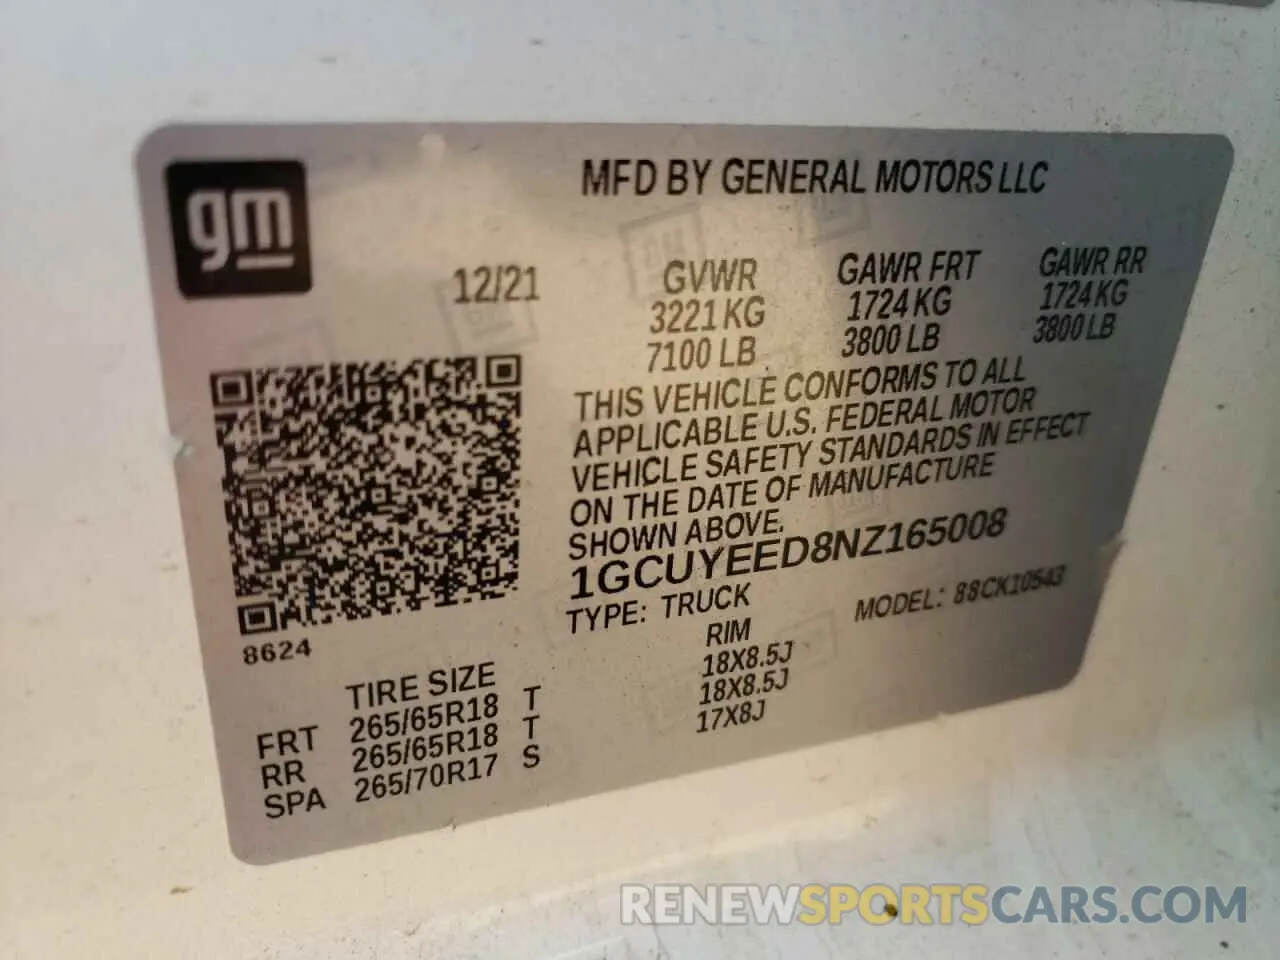 gm
MFD BY GENERAL MOTORS LLC
12/21
GVWR GAWR FRT GAWR RR
3221 KG 1724 KG 1724 KG
7100 LB 3800 LB 3800 LB
THIS VEHICLE CONFORMS TO ALL
APPLICABLE U.S. FEDERAL MOTOR
VEHICLE SAFETY STANDARDS IN EFFECT
ON THE DATE OF MANUFACTURE
SHOWN ABOVE.
1GCUYEED8NZ165008
TYPE: TRUCK MODEL: 88CK10543
8624
TIRE SIZE RIM
FRT 265/65R18 T 18X8.5J
RR 265/65R18 T 18X8.5J
SPA 265/70R17 S 17X8J
RENEWSPORTSCARS.COM